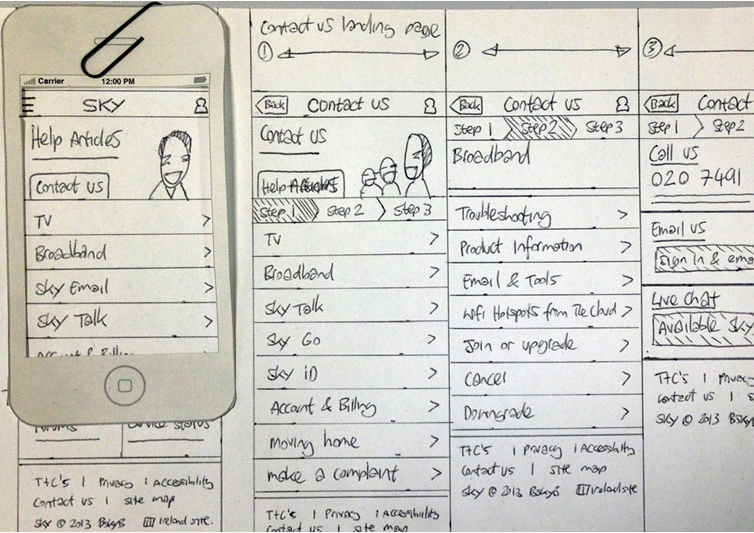 Carrier 12:00 PM
SKY
Help Articles
Contact us
TV
Broadband
Sky Email
Sky Talk
Account & Billing
Forums
Device status
T+C's | Privacy | Accessibility
Contact us | site map
Sky © 2013 BskyB Ireland site.
Contact us landing page
1
Back Contact us
Contact us
Help Articles
Step 1 Step 2 Step 3
TV
Broadband
Sky Talk
Sky Go
Sky iD
Account & Billing
moving home
make a complaint
T+C's | Privacy | Accessibility
Contact us | site map
2
Back Contact us
Step 1 Step 2 Step 3
Broadband
Troubleshooting
Product Information
Email & Tools
Wifi Hotspots from The Cloud
Join or upgrade
Cancel
Downgrade
T+C's | Privacy | Accessibility
Contact us | site map
Sky © 2013 BskyB Ireland site
3
Back Contact
Step 1 Step 2
Call us
020 7491
Email us
Sign in & ema
Live chat
Available Sky
T+C's | Privac
Contact us | s
Sky © 2013 Bsky